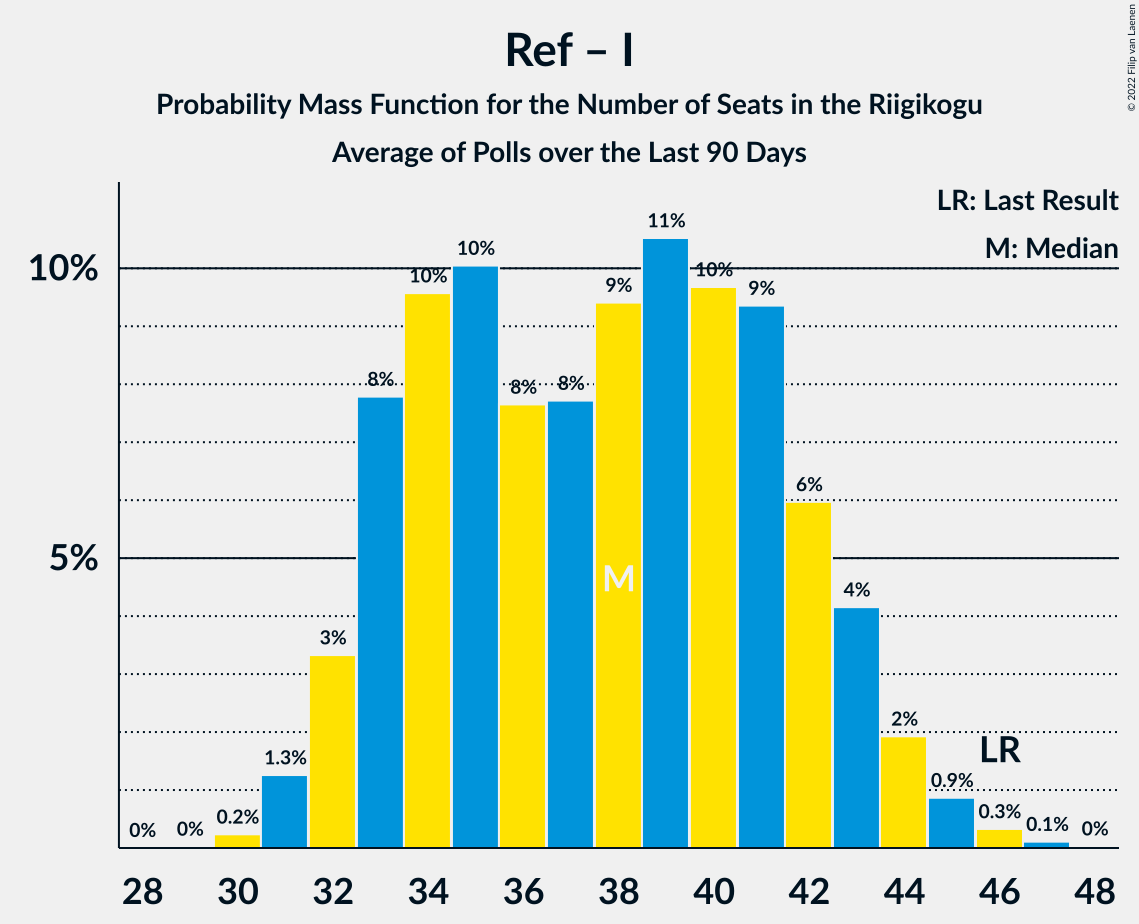 Ref – I
Probability Mass Function for the Number of Seats in the Riigikogu
Average of Polls over the Last 90 Days
© 2022 Filip van Laenen
LR: Last Result
M: Median
10%
5%
0%
0%
0.2%
1.3%
3%
8%
10%
10%
8%
8%
9%
11%
10%
9%
6%
4%
2%
0.9%
0.3%
0.1%
0%
M
LR
28 30 32 34 36 38 40 42 44 46 48